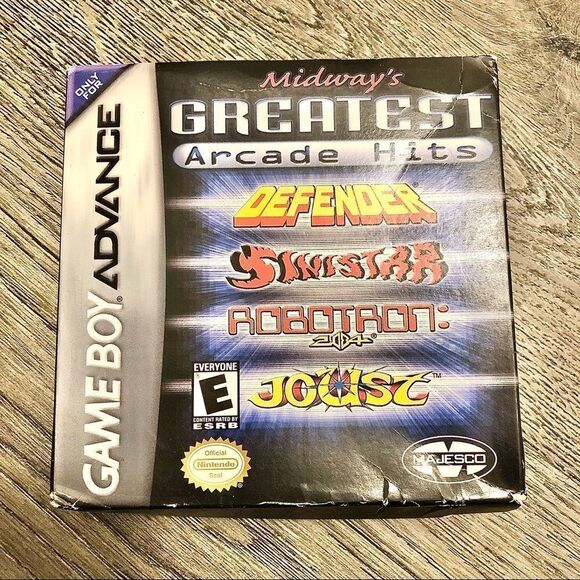 ONLY
FOR
GAME BOY ADVANCE
Midway's
GREATEST
Arcade Hits
DEFENDER
SINISTAR
ROBOTRON:
2084
JOUST™
EVERYONE
E
CONTENT RATED BY
ESRB
Official
Nintendo
Seal
MAJESCO